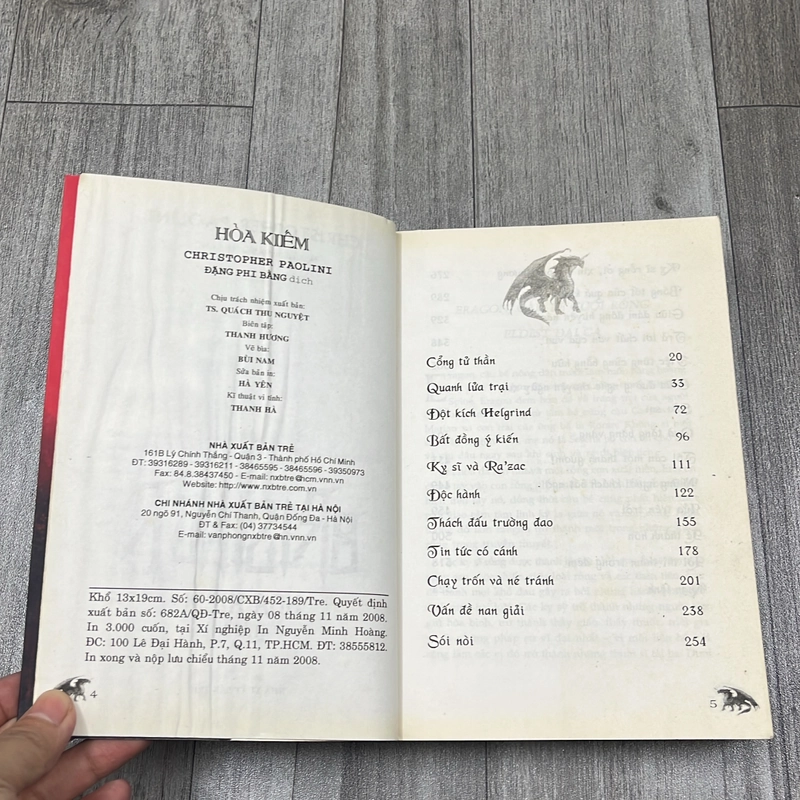 HỎA KIẾM
CHRISTOPHER PAOLINI
ĐẶNG PHI BẰNG dịch
Chịu trách nhiệm xuất bản:
TS. QUÁCH THU NGUYỆT
Biên tập:
THANH HƯƠNG
Vẽ bìa:
BÙI NAM
Sửa bản in:
HÀ YÊN
Kĩ thuật vi tính:
THANH HÀ
NHÀ XUẤT BẢN TRẺ
161B Lý Chính Thắng - Quận 3 - Thành phố Hồ Chí Minh
ĐT: 39316289 - 39316211 - 38465595 - 38465596 - 39350973
Fax: 84.8.38437450 - E-mail: nxbtre@hcm.vnn.vn
Website: http://www.nxbtre.com.vn
CHI NHÁNH NHÀ XUẤT BẢN TRẺ TẠI HÀ NỘI
20 ngõ 91, Nguyễn Chí Thanh, Quận Đống Đa - Hà Nội
ĐT & Fax: (04) 37734544
E-mail: vanphongnxbtre@hn.vnn.vn
Khổ 13x19cm. Số: 60-2008/CXB/452-189/Tre. Quyết định
xuất bản số: 682A/QĐ-Tre, ngày 08 tháng 11 năm 2008.
In 3.000 cuốn, tại Xí nghiệp In Nguyễn Minh Hoàng.
ĐC: 100 Lê Đại Hành, P.7, Q.11, TP.HCM. ĐT: 38555812.
In xong và nộp lưu chiểu tháng 11 năm 2008.
4
Cổng tử thần 20
Quanh lửa trại 33
Đột kích Helgrind 72
Bất đồng ý kiến 96
Kỵ sĩ và Ra'zac 111
Độc hành 122
Thách đấu trường đao 155
Tin tức có cánh 178
Chạy trốn và né tránh 201
Vấn đề nan giải 238
Sói nòi 254
5